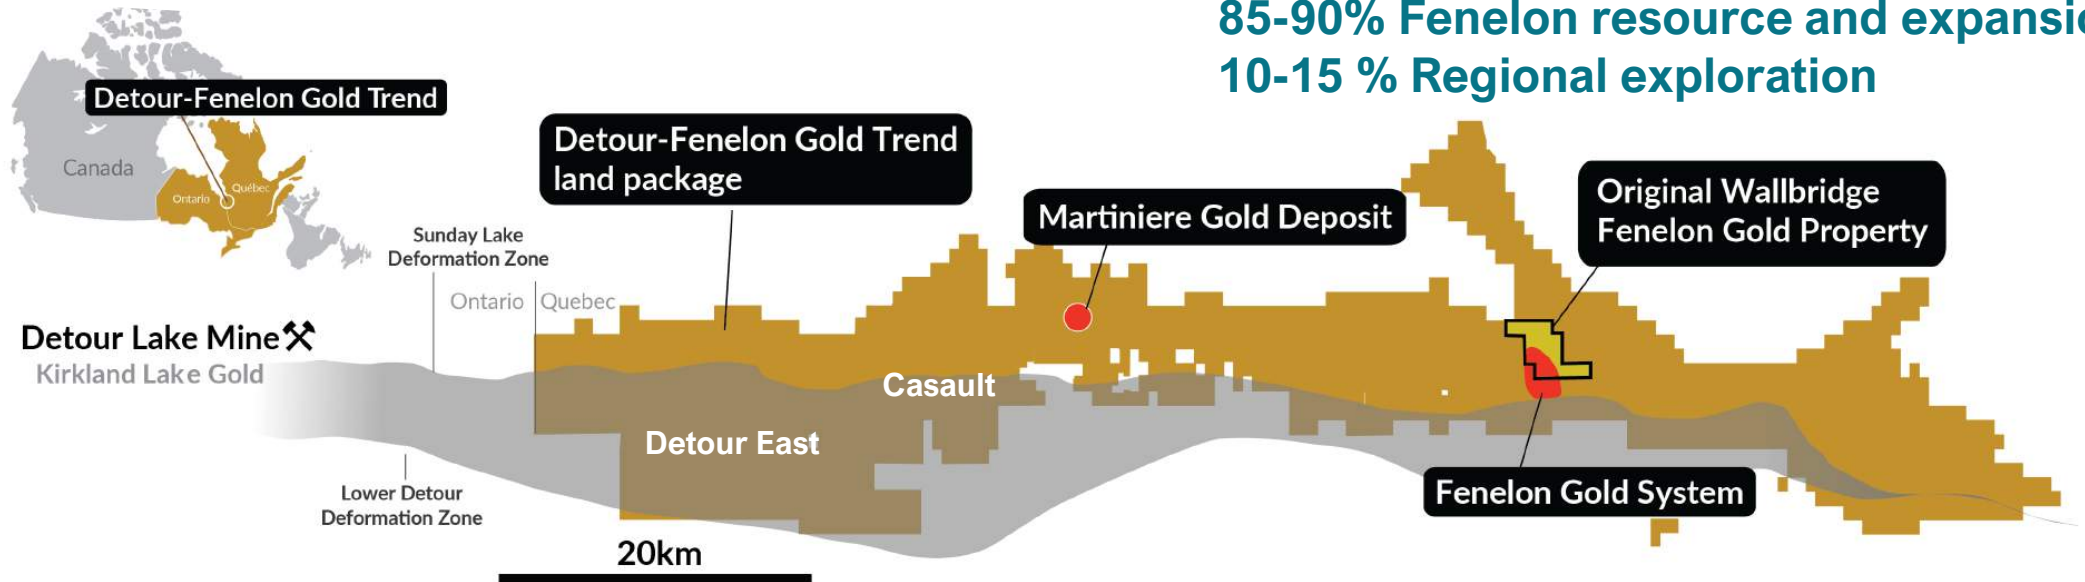 85-90% Fenelon resource and
10-15 % Regional exploration
Detour-Fenelon Gold Trend
Canada
Ontario
Québec
Detour-Fenelon Gold Trend
land package
Martiniere Gold Deposit
Original Wallbridge
Fenelon Gold Property
Sunday Lake
Deformation Zone
Ontario
Quebec
Detour Lake Mine
Kirkland Lake Gold
Casault
Detour East
Lower Detour
Deformation Zone
Fenelon Gold System
20km